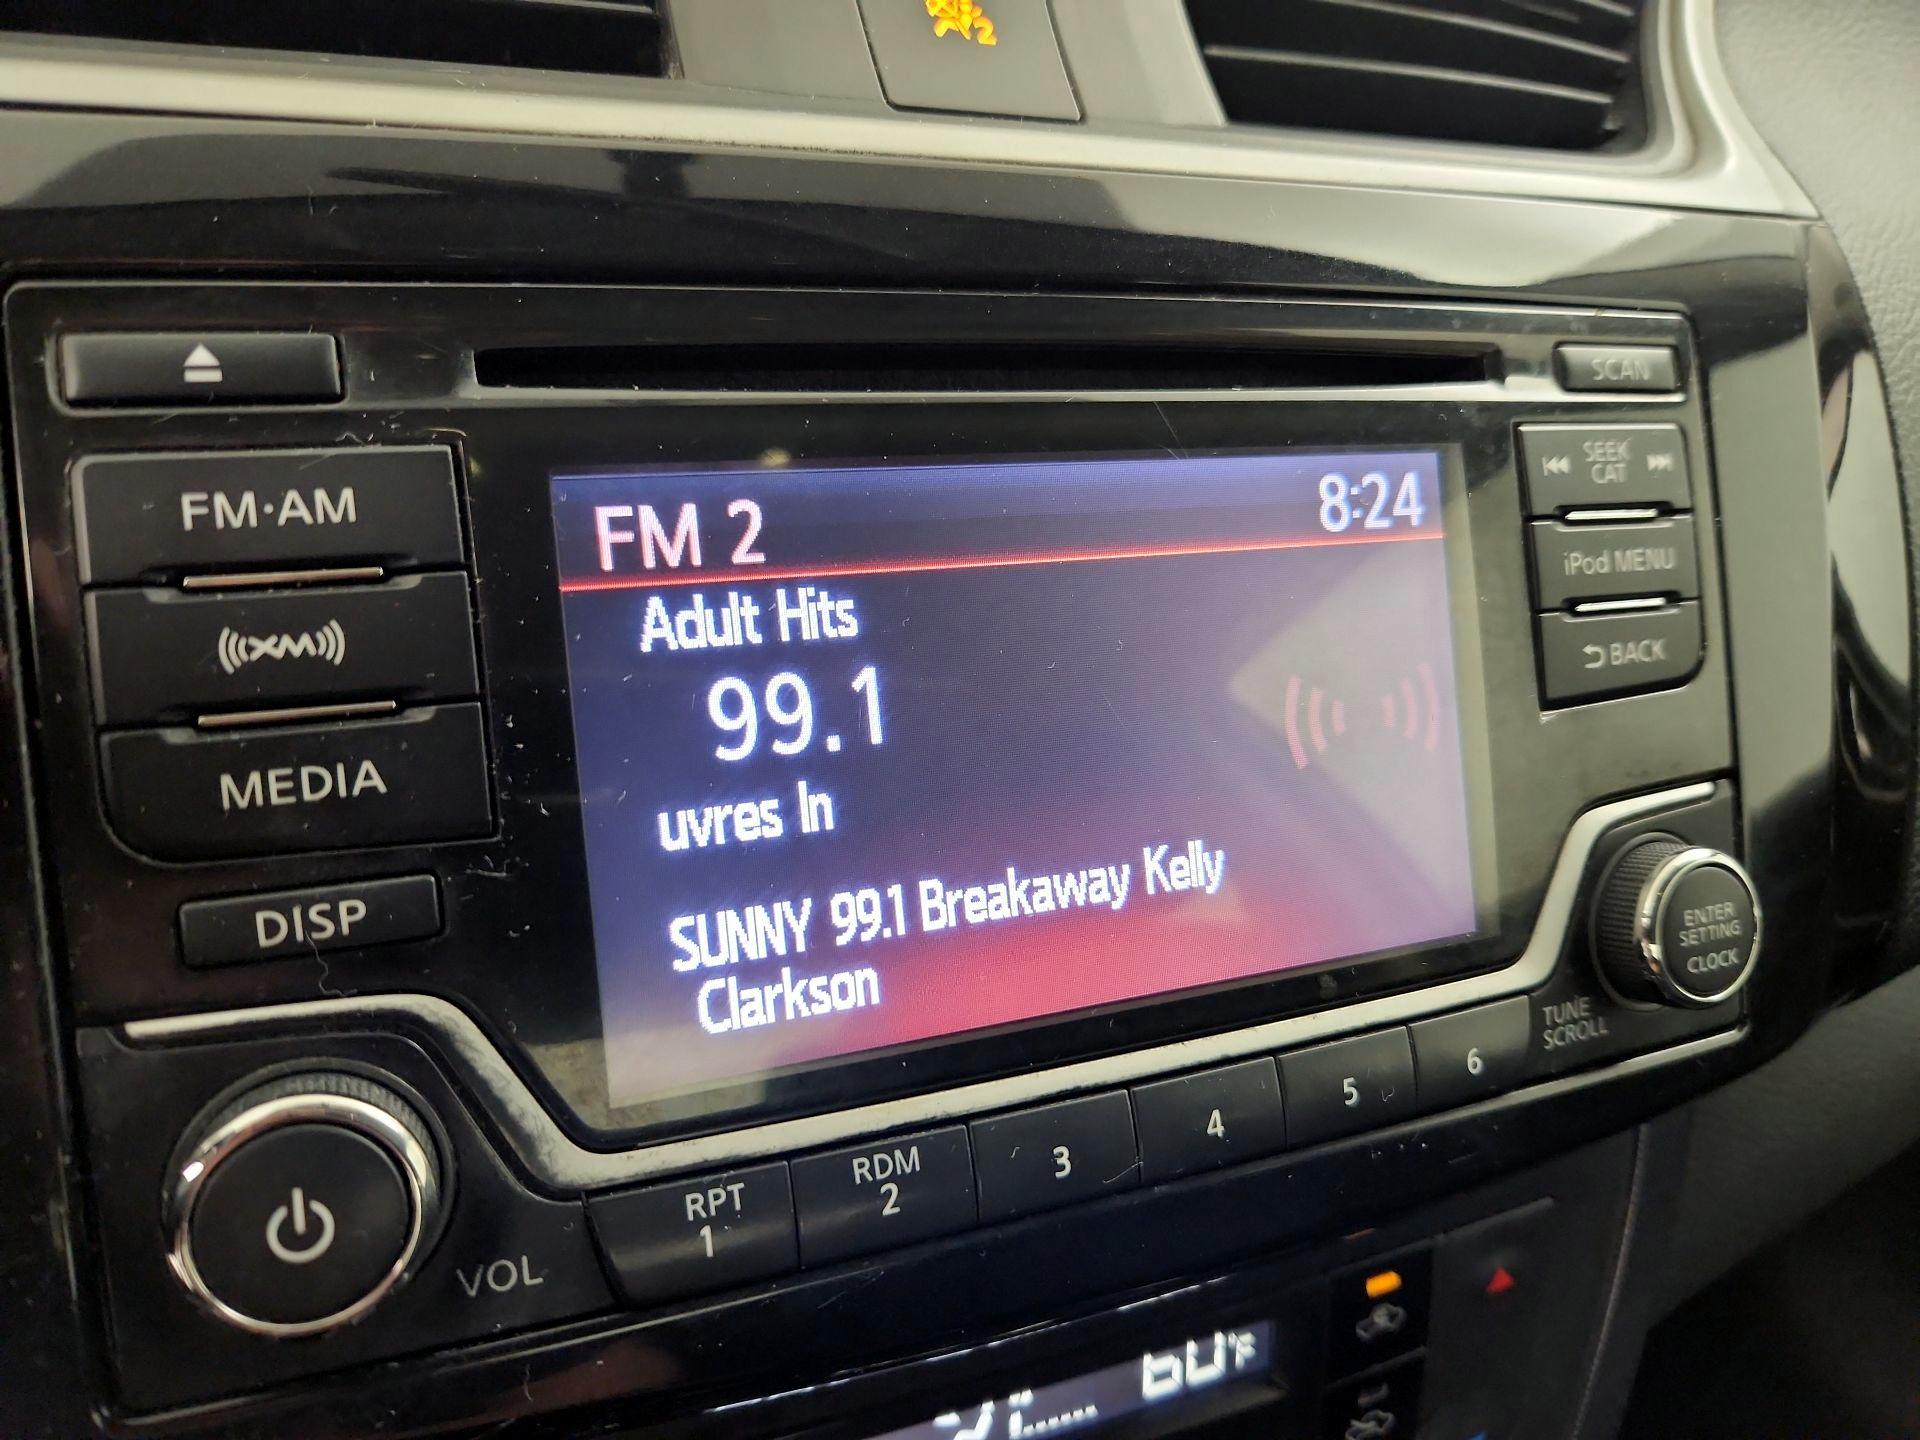 2
SCAN
FM·AM
SEEK
CAT
XM
iPod MENU
MEDIA
BACK
DISP
FM 2 8:24
Adult Hits
99.1
uvres In
SUNNY 99.1 Breakaway Kelly
Clarkson
ENTER
SETTING
CLOCK
TUNE
SCROLL
VOL
RPT
1
RDM
2
3
4
5
6
60°F